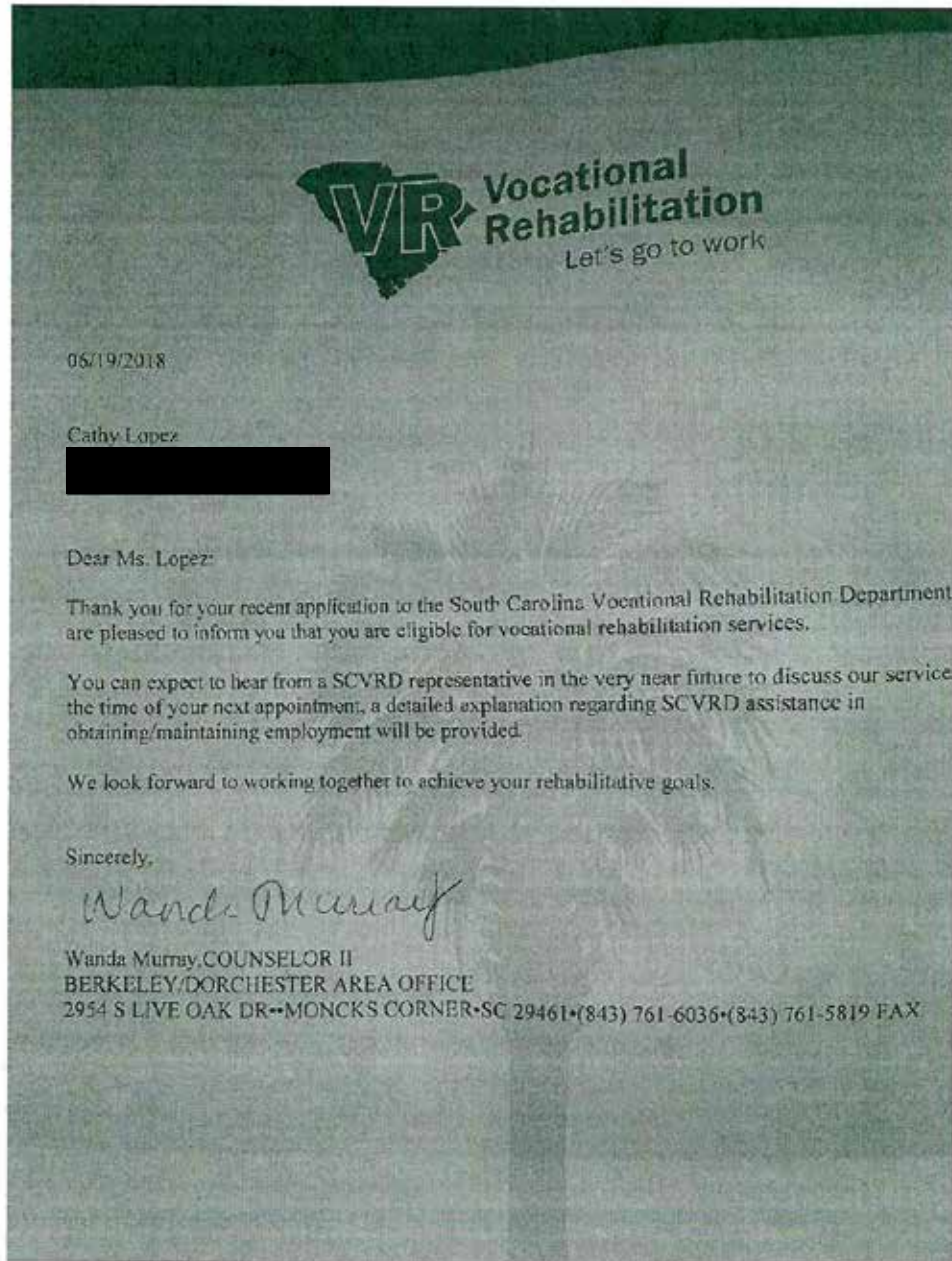 VR Vocational
Rehabilitation
Let's go to work
06/19/2018
Cathy Lopez
Dear Ms. Lopez:
Thank you for your recent application to the South Carolina Vocational Rehabilitation Department
are pleased to inform you that you are eligible for vocational rehabilitation services.
You can expect to hear from a SCVRD representative in the very near future to discuss our service
the time of your next appointment, a detailed explanation regarding SCVRD assistance in
obtaining/maintaining employment will be provided.
We look forward to working together to achieve your rehabilitative goals.
Sincerely,
Wanda Murray
Wanda Murray,COUNSELOR II
BERKELEY/DORCHESTER AREA OFFICE
2954 S LIVE OAK DR••MONCKS CORNER•SC 29461•(843) 761-6036•(843) 761-5819 FAX